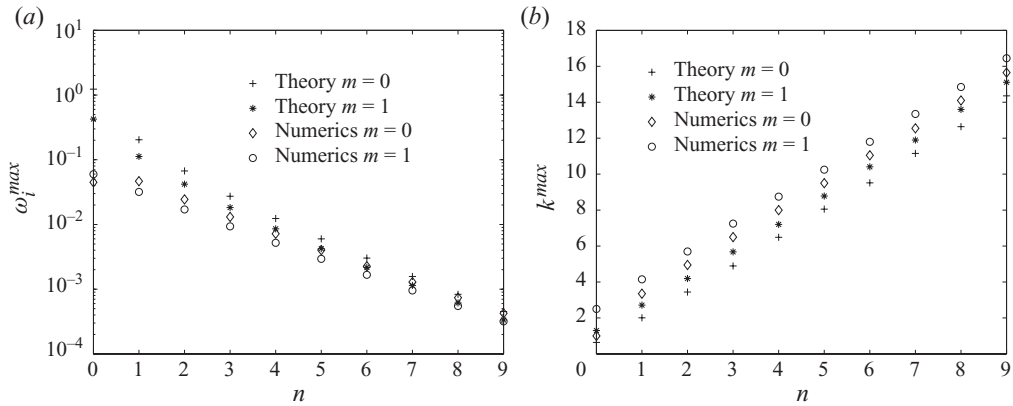 (a)
10^1
10^0
10^-1
10^-2
10^-3
10^-4
ω_i^max
0 1 2 3 4 5 6 7 8 9
n
Theory m = 0
Theory m = 1
Numerics m = 0
Numerics m = 1
(b)
18
16
14
12
10
8
6
4
2
0
k^max
1 2 3 4 5 6 7 8 9
n
Theory m = 0
Theory m = 1
Numerics m = 0
Numerics m = 1